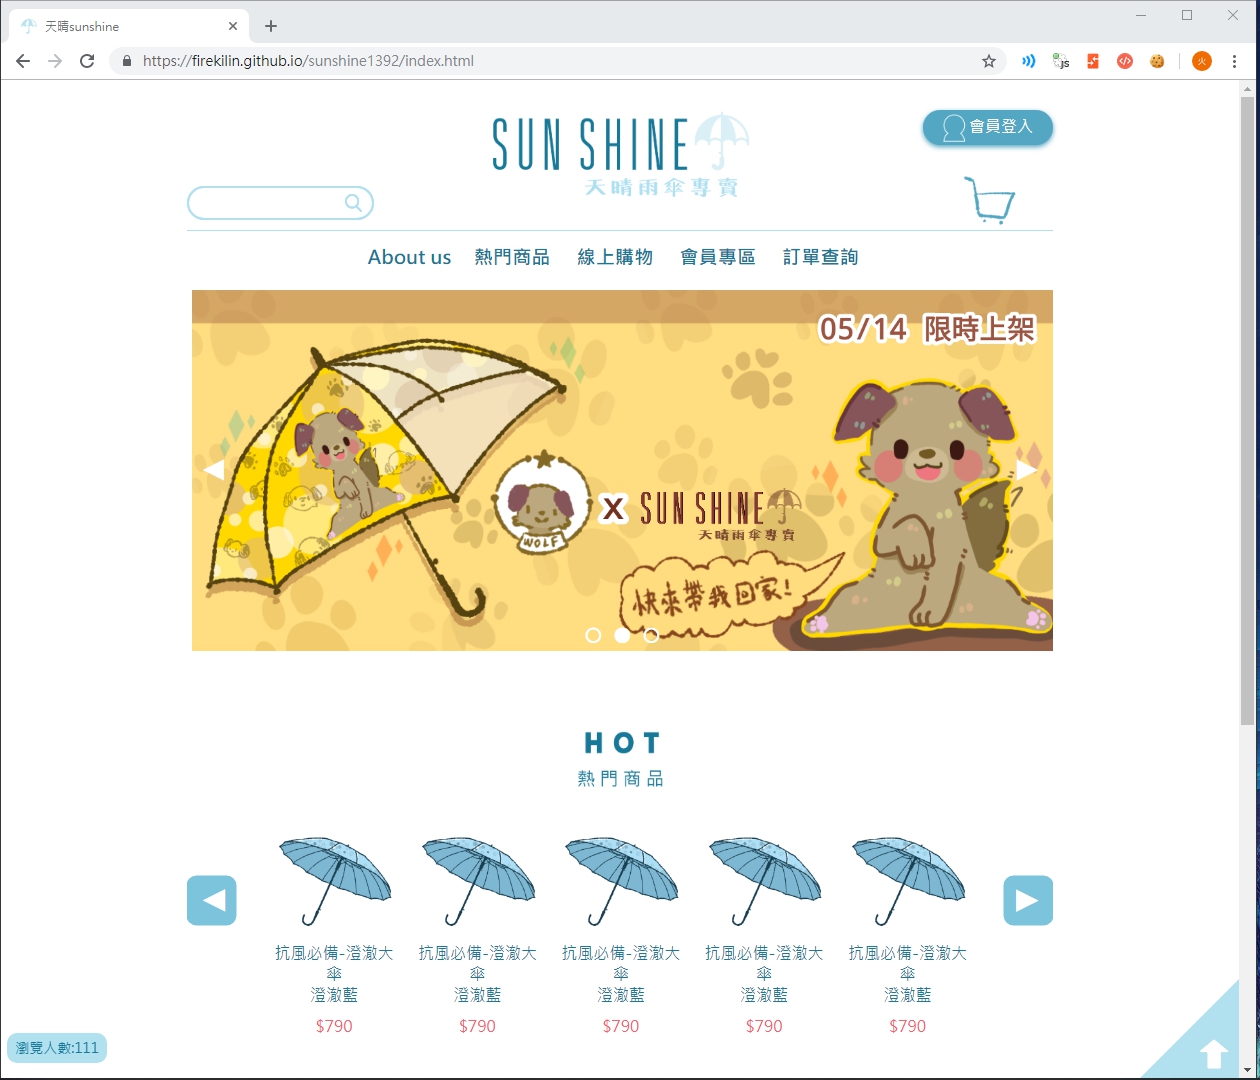 天晴sunshine
https://firekilin.github.io/sunshine1392/index.html
js
火
SUN SHINE
天晴雨傘專賣
會員登入
About us 熱門商品 線上購物 會員專區 訂單查詢
05/14 限時上架
WOLF
X
SUN SHINE
天晴雨傘專賣
快來帶我回家!
HOT
熱門商品
抗風必備-澄澈大
傘
澄澈藍
$790
抗風必備-澄澈大
傘
澄澈藍
$790
抗風必備-澄澈大
傘
澄澈藍
$790
抗風必備-澄澈大
傘
澄澈藍
$790
抗風必備-澄澈大
傘
澄澈藍
$790
瀏覽人數:111